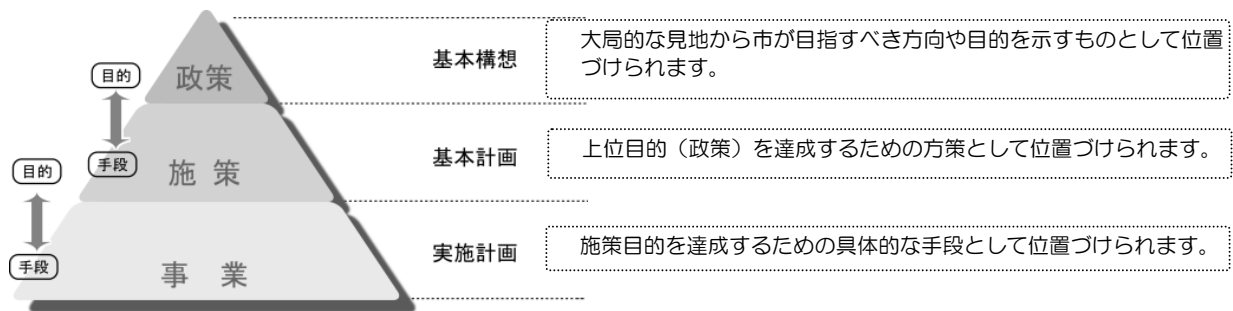 政策
目的
手段
基本構想
大局的な見地から市が目指すべき方向や目的を示すものとして位置
づけられます。
施 策
目的
手段
基本計画
上位目的（政策）を達成するための方策として位置づけられます。
事 業
実施計画
施策目的を達成するための具体的な手段として位置づけられます。